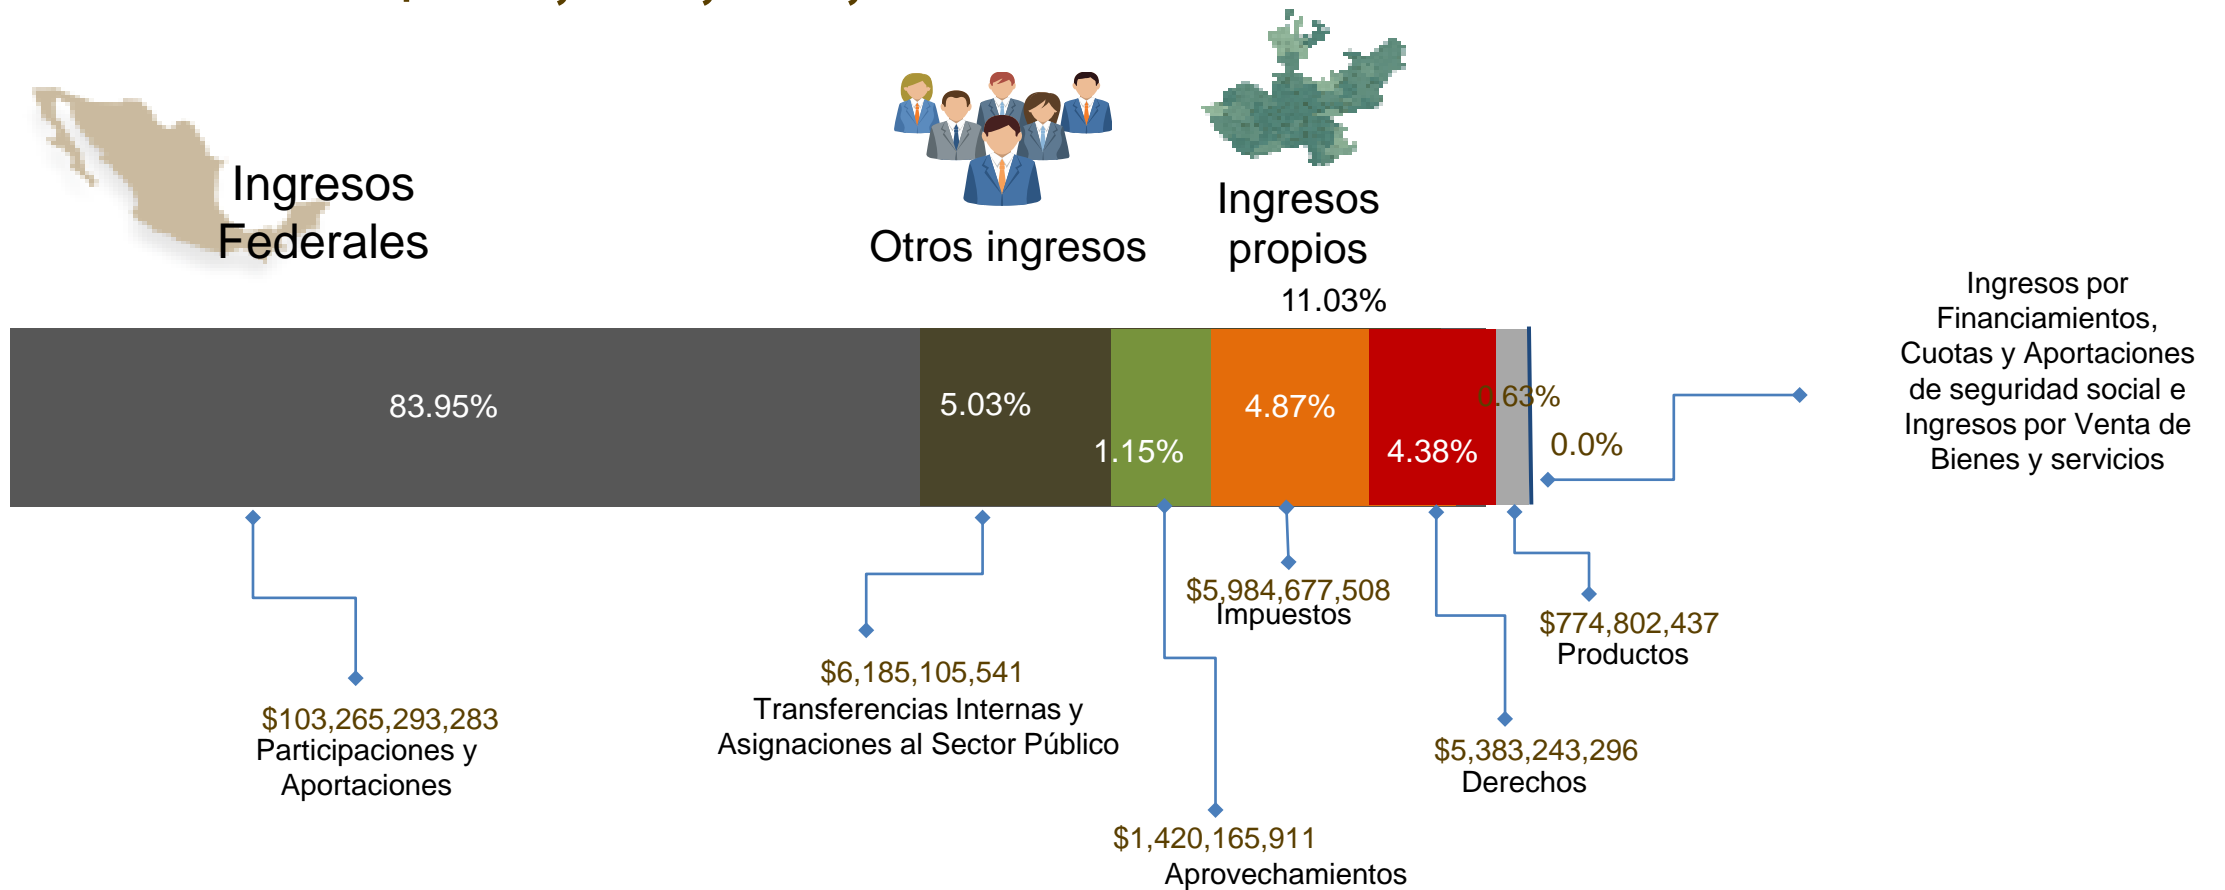 Ingresos
Federales
Otros ingresos
Ingresos
propios
11.03%
83.95%
5.03%
1.15%
4.87%
4.38%
0.63%
0.0%
Ingresos por
Financiamientos,
Cuotas y Aportaciones
de seguridad social e
Ingresos por Venta de
Bienes y servicios
$103,265,293,283
Participaciones y
Aportaciones
$6,185,105,541
Transferencias Internas y
Asignaciones al Sector Público
$1,420,165,911
Aprovechamientos
$5,984,677,508
Impuestos
$5,383,243,296
Derechos
$774,802,437
Productos